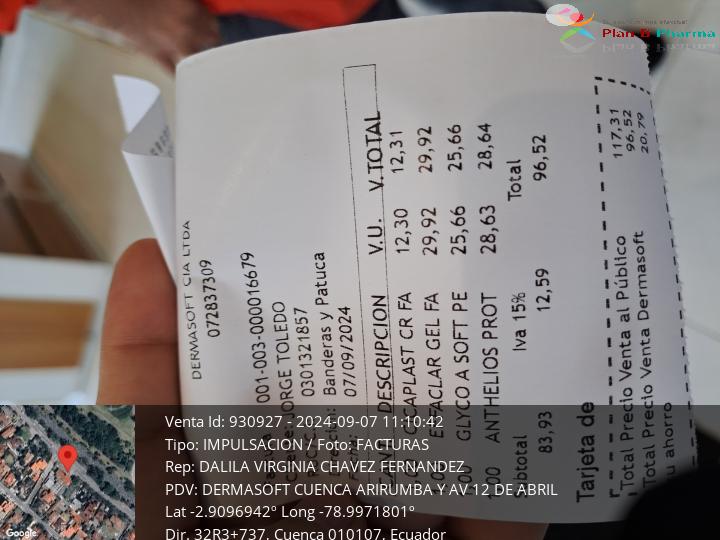 Plan B Pharma
DERMASOFT CIA LTDA
072837309
001-003-000016679
JORGE TOLEDO
0301321857
Banderas y Patuca
07/09/2024
DESCRIPCION V.U. V.TOTAL
CICAPLAST CR FA 12,30 12,31
EFFACLAR GEL FA 29,92 29,92
GLYCO A SOFT PE 25,66 25,66
ANTHELIOS PROT 28,63 28,64
Subtotal Iva 15% Total
83,93 12,59 96,52
Tarjeta de
Total Precio Venta al Público 117,31
Total Precio Venta Dermasoft 96,52
u ahorro 20,79
Venta Id: 930927 - 2024-09-07 11:10:42
Tipo: IMPULSACION / Foto: FACTURAS
Rep: DALILA VIRGINIA CHAVEZ FERNANDEZ
PDV: DERMASOFT CUENCA ARIRUMBA Y AV 12 DE ABRIL
Lat -2.9096942° Long -78.9971801°
Dir. 32R3+737, Cuenca 010107, Ecuador
Google